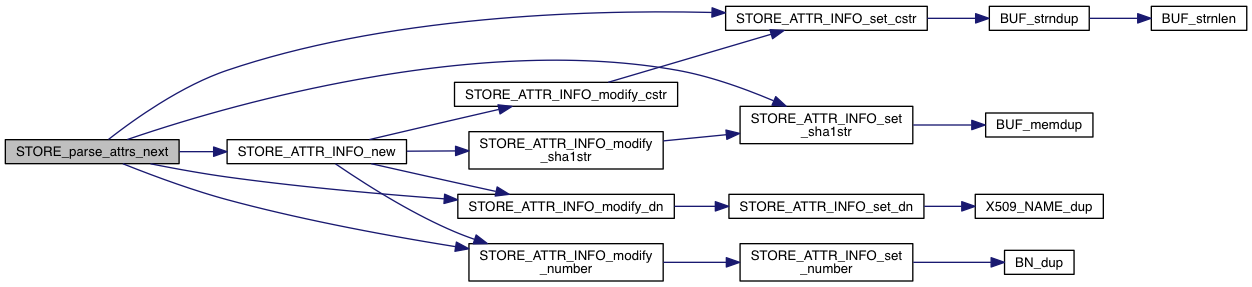 STORE_parse_attrs_next
STORE_ATTR_INFO_new
STORE_ATTR_INFO_modify_cstr
STORE_ATTR_INFO_modify
_sha1str
STORE_ATTR_INFO_modify_dn
STORE_ATTR_INFO_modify
_number
STORE_ATTR_INFO_set_cstr
STORE_ATTR_INFO_set
_sha1str
STORE_ATTR_INFO_set_dn
STORE_ATTR_INFO_set
_number
BUF_strndup
BUF_memdup
X509_NAME_dup
BN_dup
BUF_strnlen